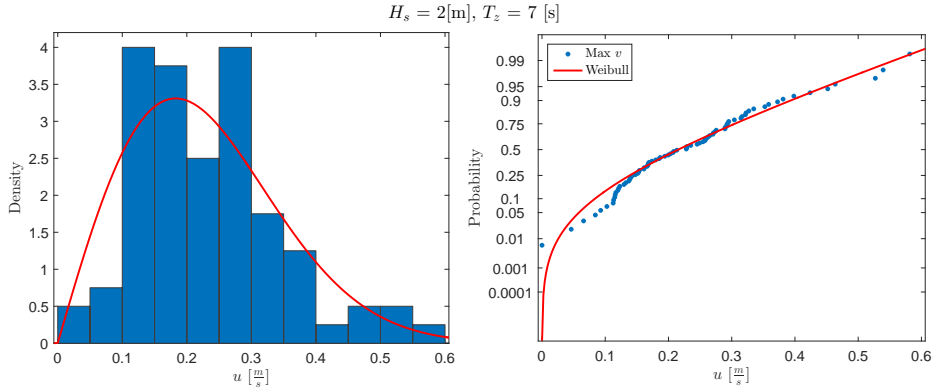 H_s = 2[m], T_z = 7 [s]
Density
4
3.5
3
2.5
2
1.5
1
0.5
0
0 0.1 0.2 0.3 0.4 0.5 0.6
u [m/s]
Probability
0.99
0.95
0.9
0.75
0.5
0.25
0.1
0.05
0.01
0.001
0.0001
Max v
Weibull
0 0.1 0.2 0.3 0.4 0.5 0.6
u [m/s]